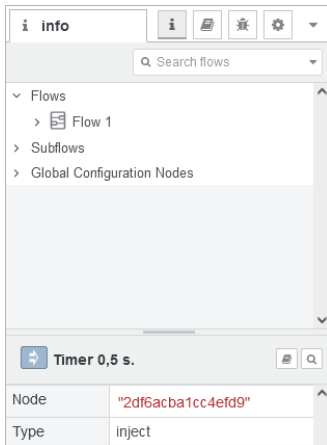 i info
Search flows
Flows
Flow 1
Subflows
Global Configuration Nodes
Timer 0,5 s.
Node "2df6acba1cc4efd9"
Type inject